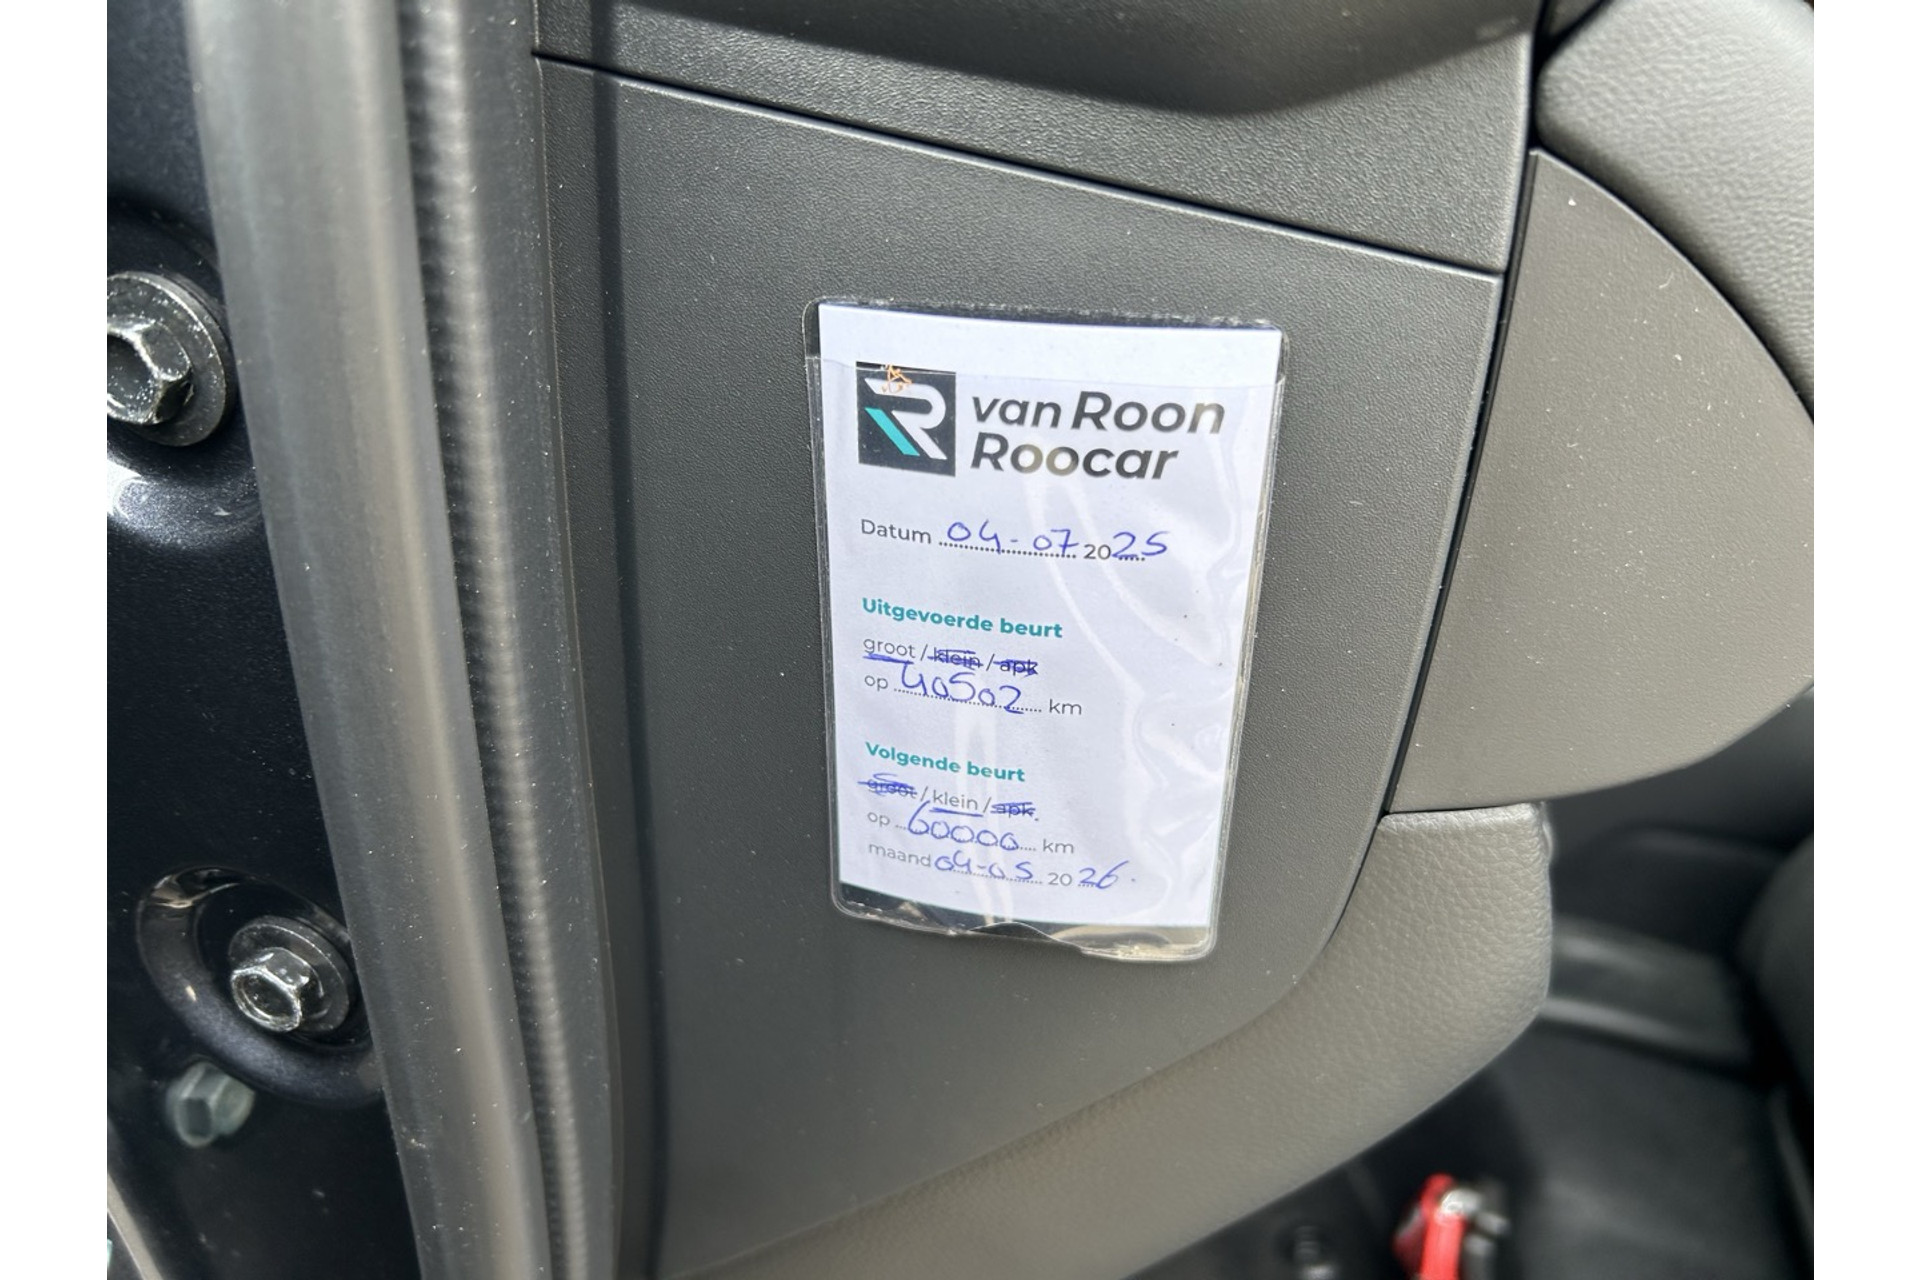 van Roon
Roocar
Datum 04-07 2025
Uitgevoerde beurt
groot / klein / apk
op 40502 km
Volgende beurt
groot / klein / apk
op 60000 km
maand 04-05 2026